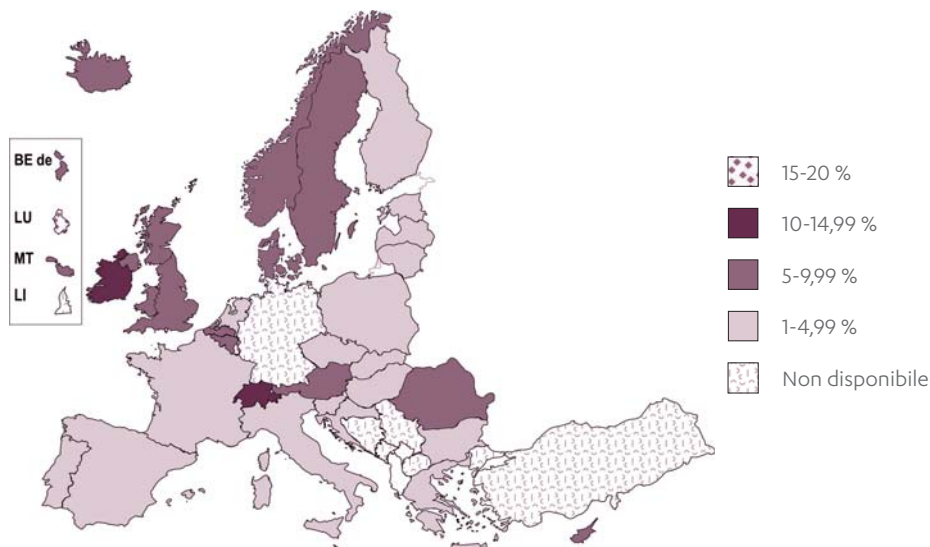 BE de
LU
MT
LI
15-20 %
10-14,99 %
5-9,99 %
1-4,99 %
Non disponibile